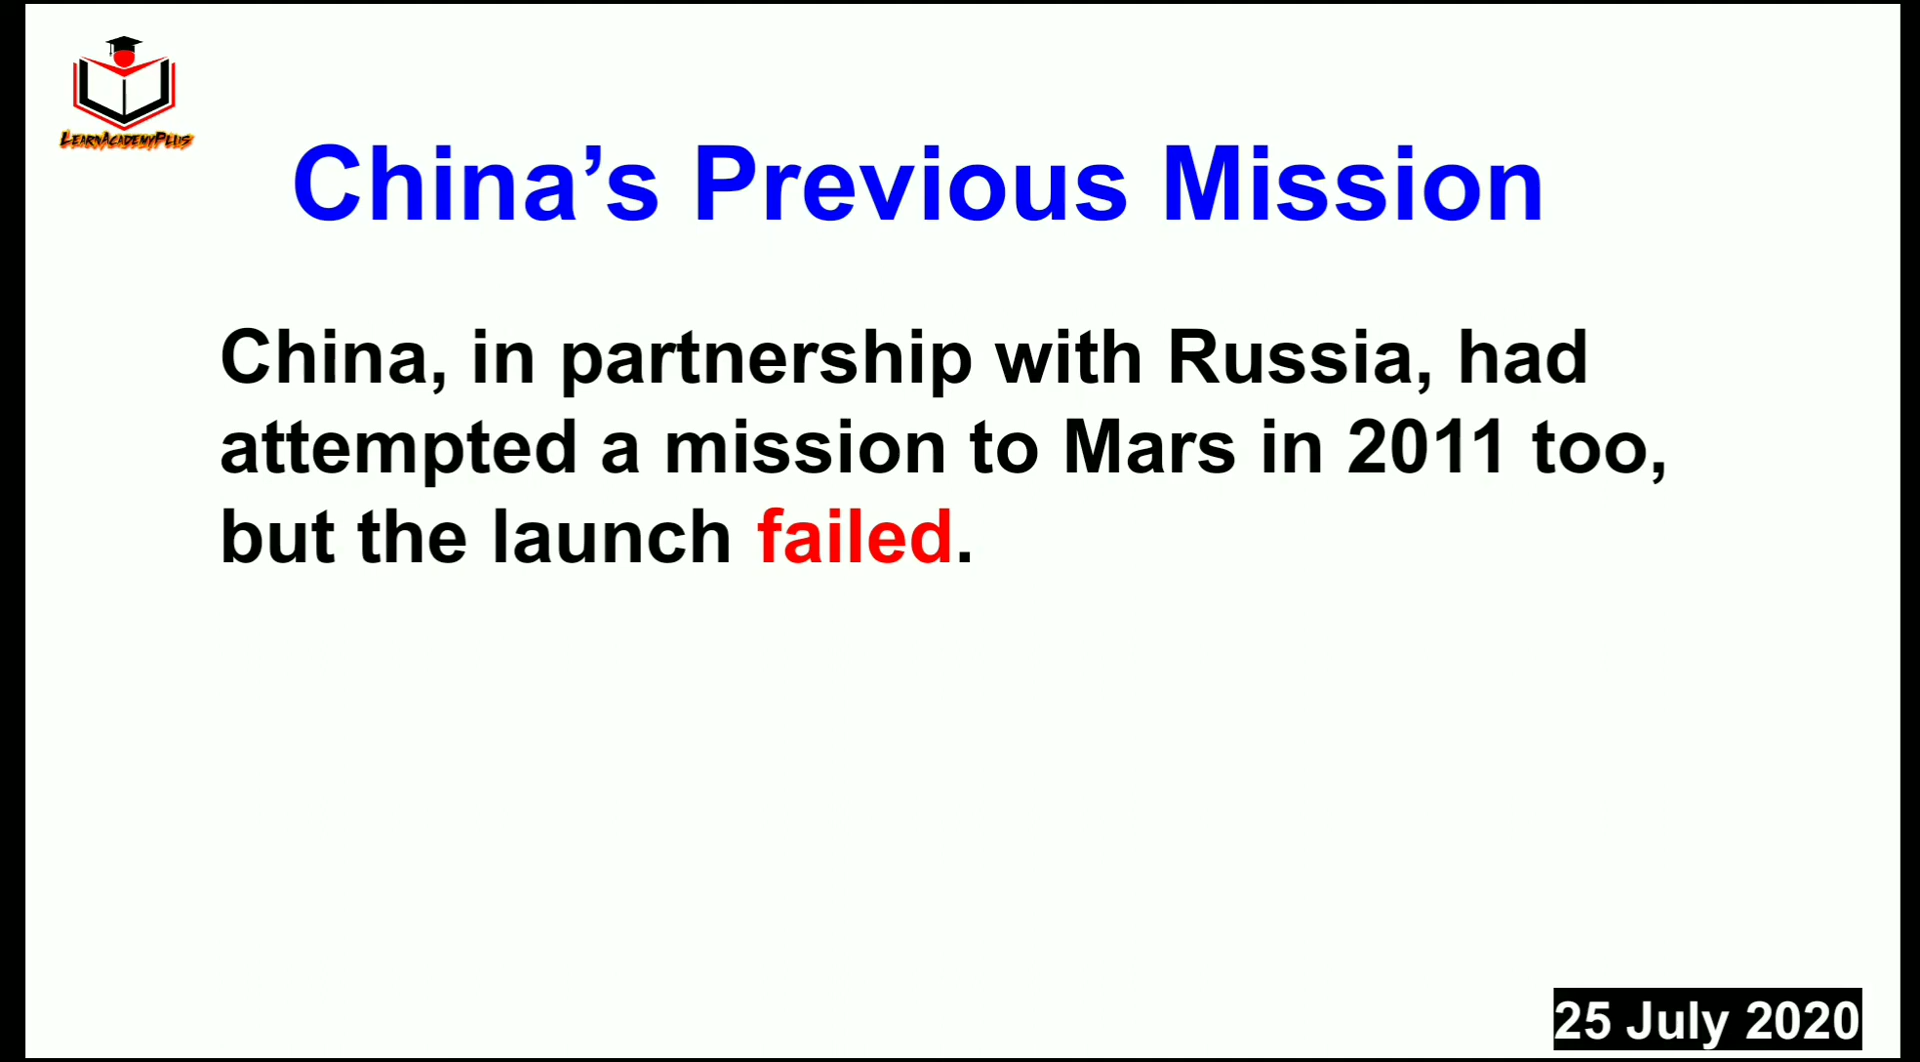 LearnAcademyPlus
China’s Previous Mission
China, in partnership with Russia, had
attempted a mission to Mars in 2011 too,
but the launch failed.
25 July 2020